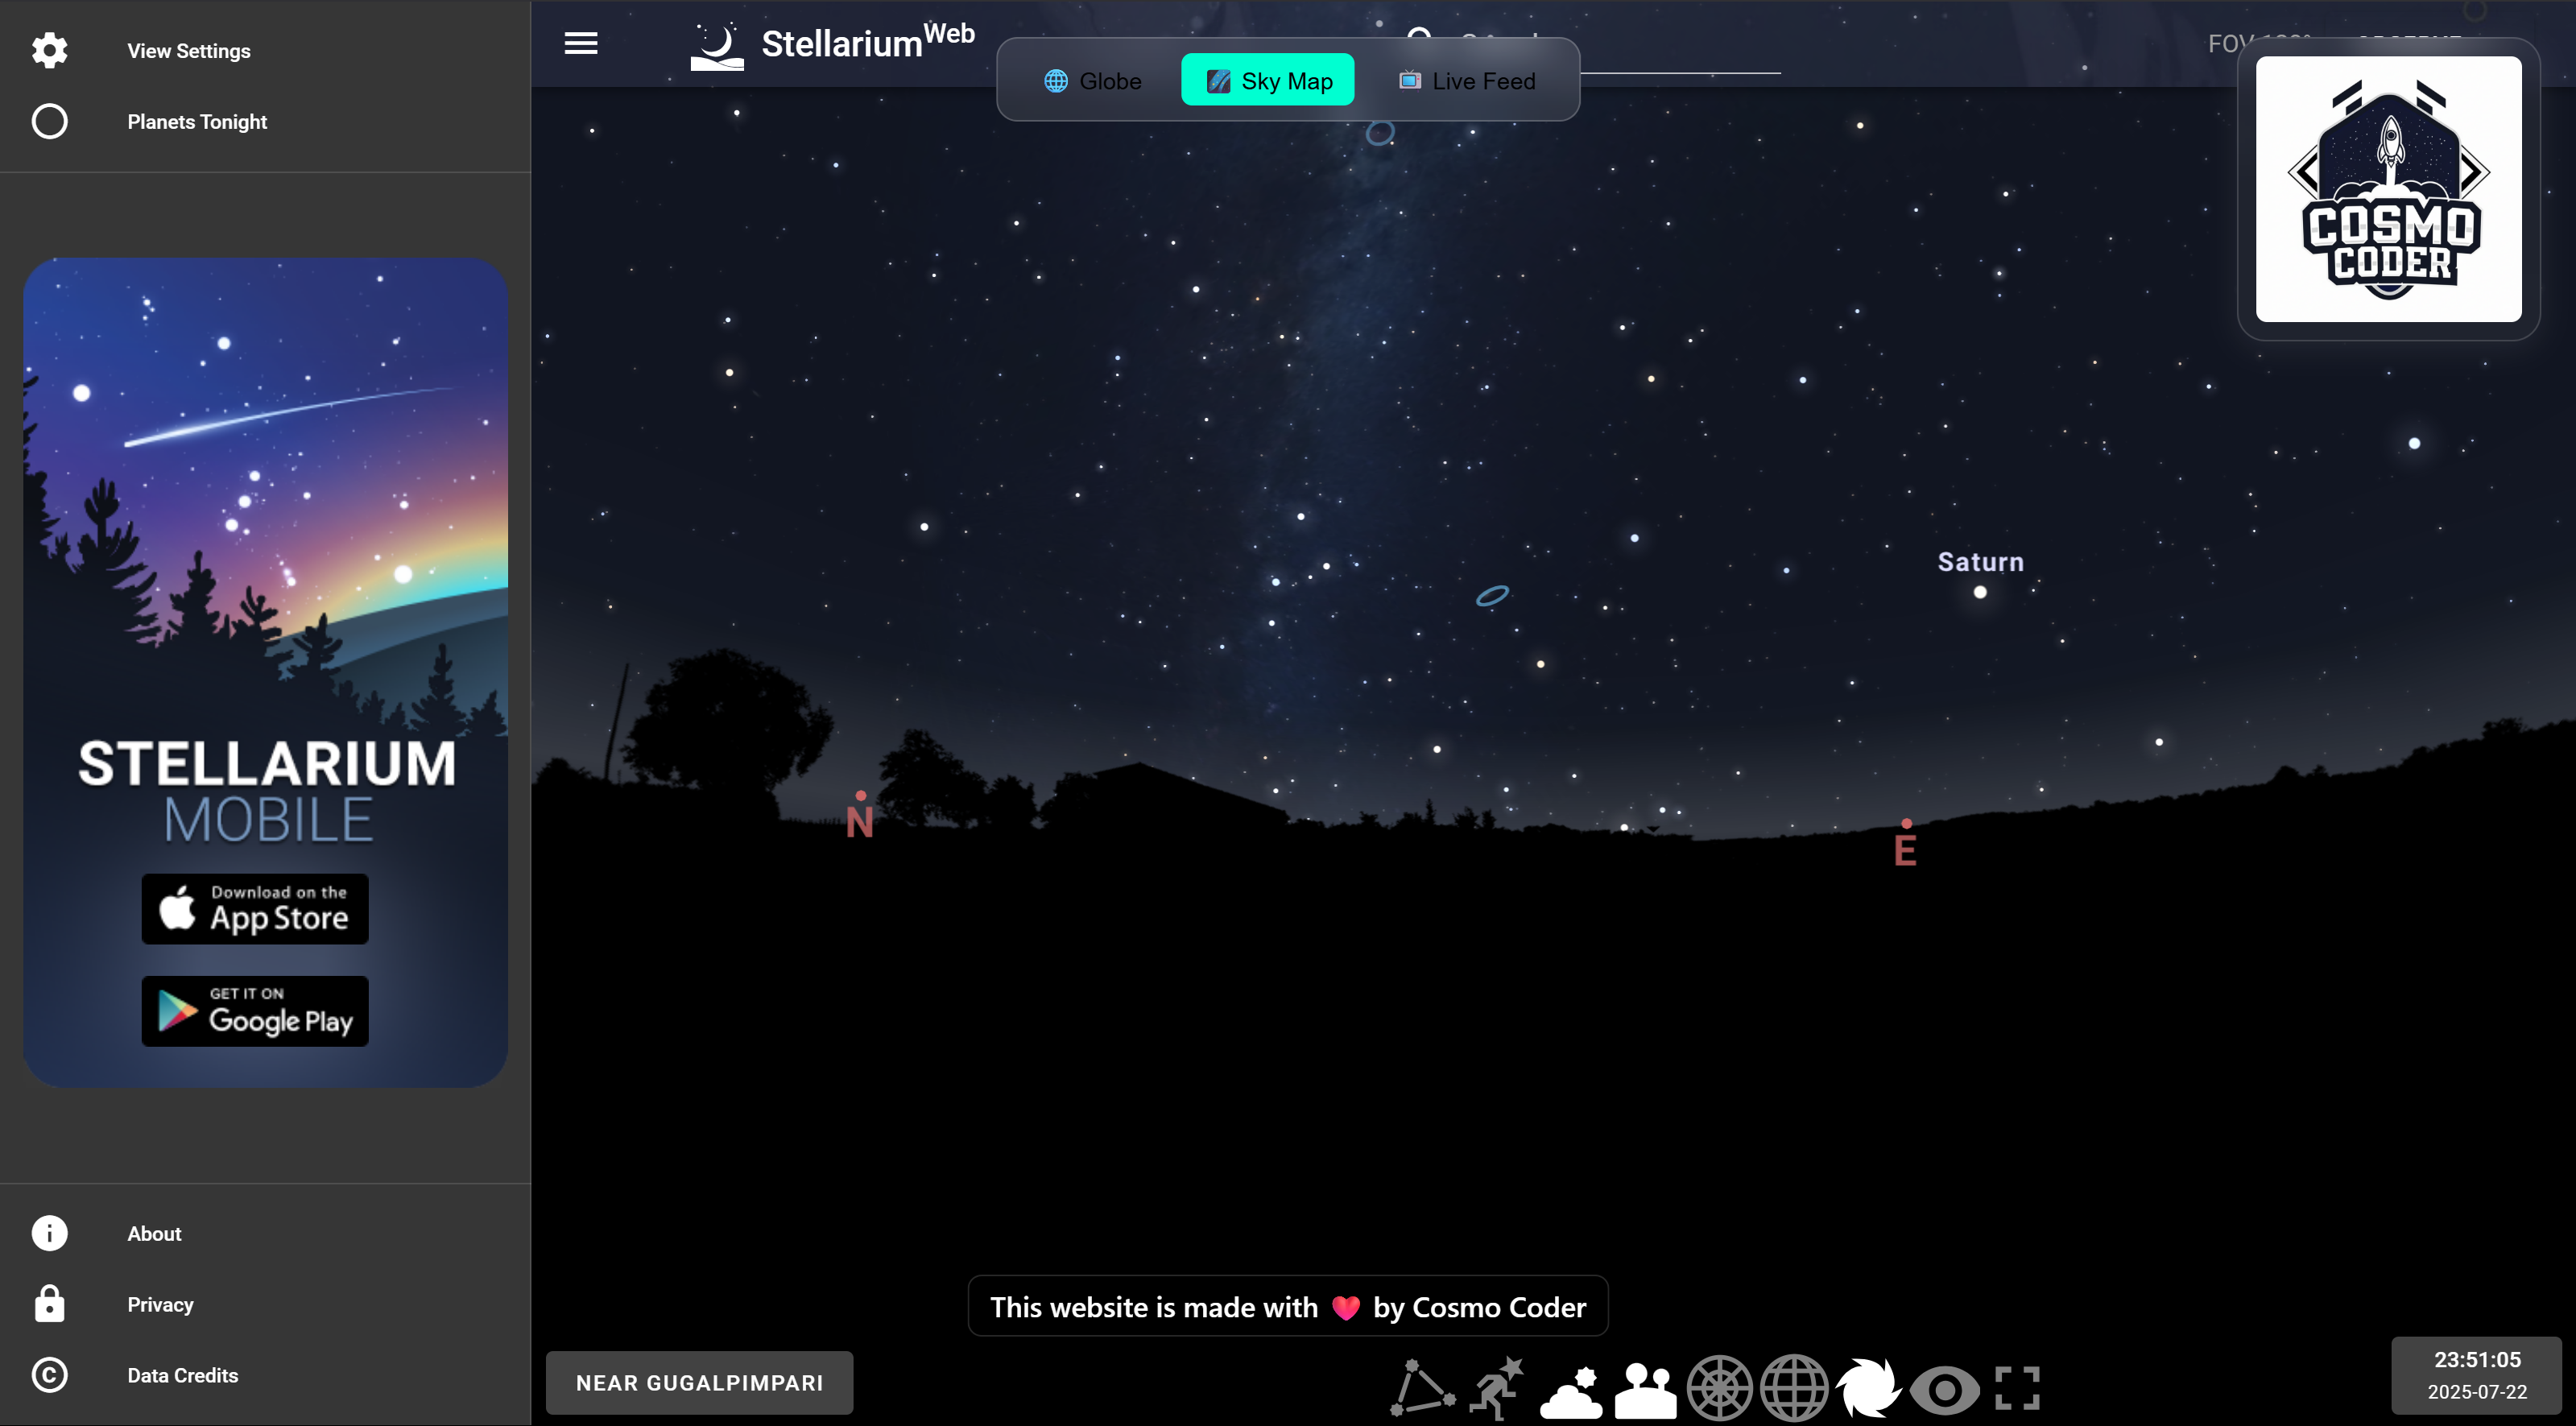 View Settings
Planets Tonight
STELLARIUM
MOBILE
Download on the
App Store
GET IT ON
Google Play
About
Privacy
Data Credits
StellariumWeb
Globe
Sky Map
Live Feed
FOV
COSMO
CODER
Saturn
N
E
This website is made with ❤️ by Cosmo Coder
NEAR GUGALPIMPARI
23:51:05
2025-07-22